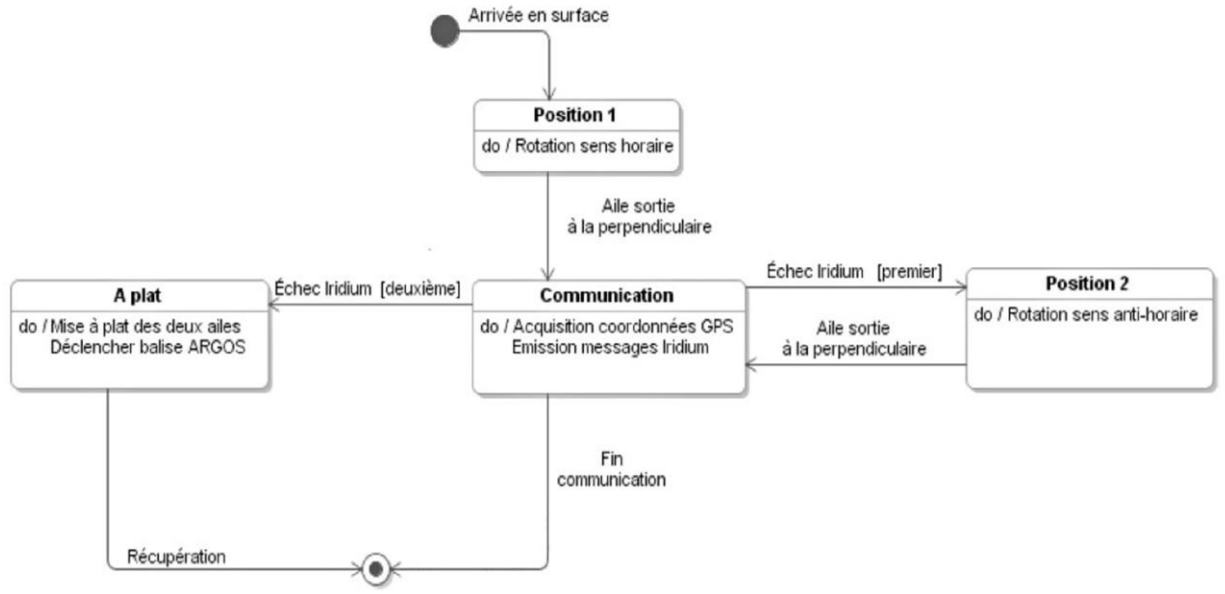 Arrivée en surface
Position 1
do / Rotation sens horaire
Aile sortie
à la perpendiculaire
Échec Iridium [deuxième]
Échec Iridium [premier]
A plat
do / Mise à plat des deux ailes
Déclencher balise ARGOS
Communication
do / Acquisition coordonnées GPS
Emission messages Iridium
Position 2
do / Rotation sens anti-horaire
Aile sortie
à la perpendiculaire
Fin
communication
Récupération